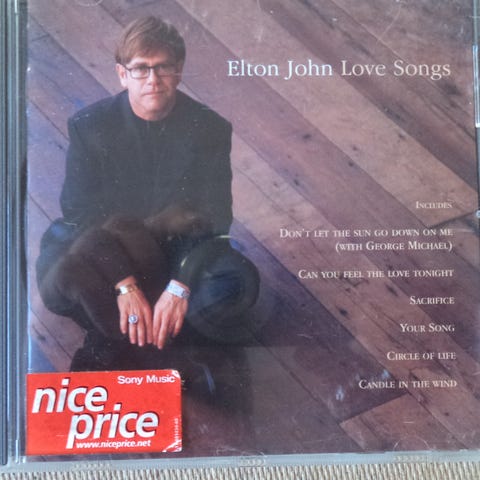 Elton John Love Songs
Includes
Don't let the sun go down on me
(with George Michael)
Can you feel the love tonight
Sacrifice
Your Song
Circle of life
Candle in the wind
Sony Music
nice
price
www.niceprice.net